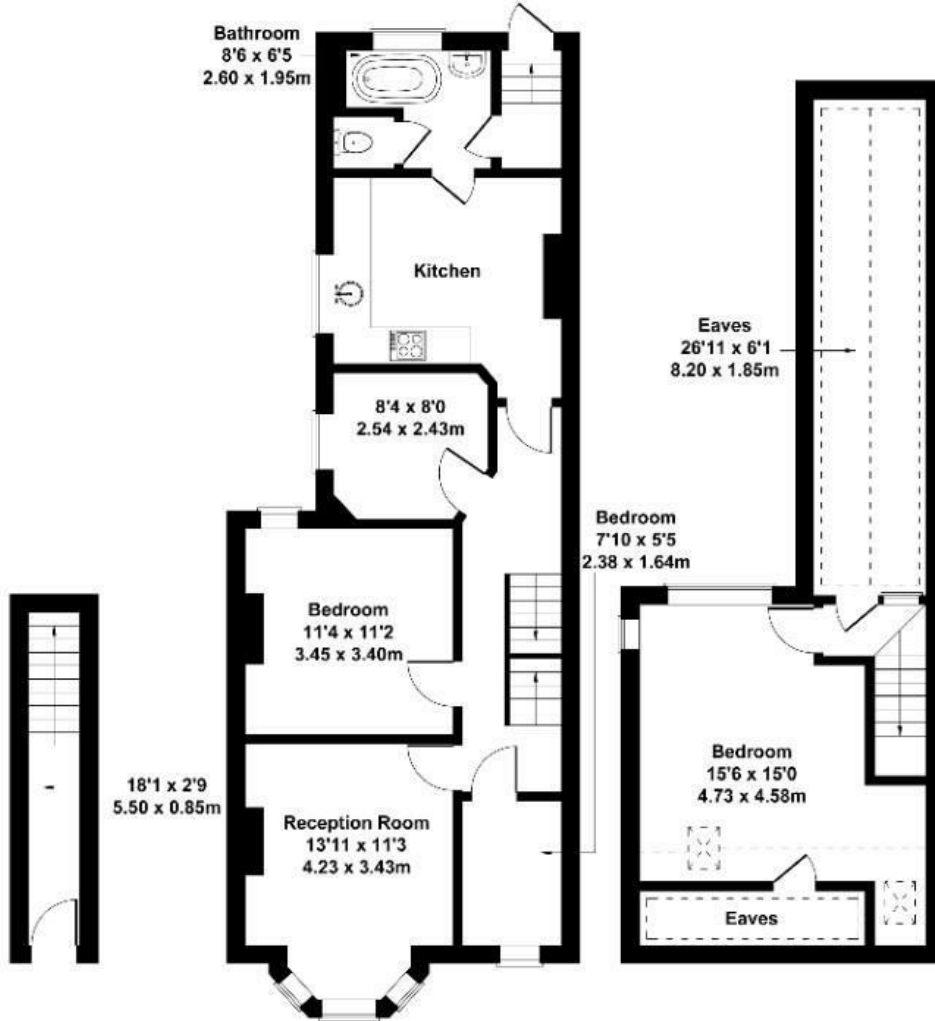 Bathroom
8'6 x 6'5
2.60 x 1.95m
Kitchen
Eaves
26'11 x 6'1
8.20 x 1.85m
8'4 x 8'0
2.54 x 2.43m
Bedroom
7'10 x 5'5
2.38 x 1.64m
Bedroom
11'4 x 11'2
3.45 x 3.40m
18'1 x 2'9
5.50 x 0.85m
Reception Room
13'11 x 11'3
4.23 x 3.43m
Bedroom
15'6 x 15'0
4.73 x 4.58m
Eaves